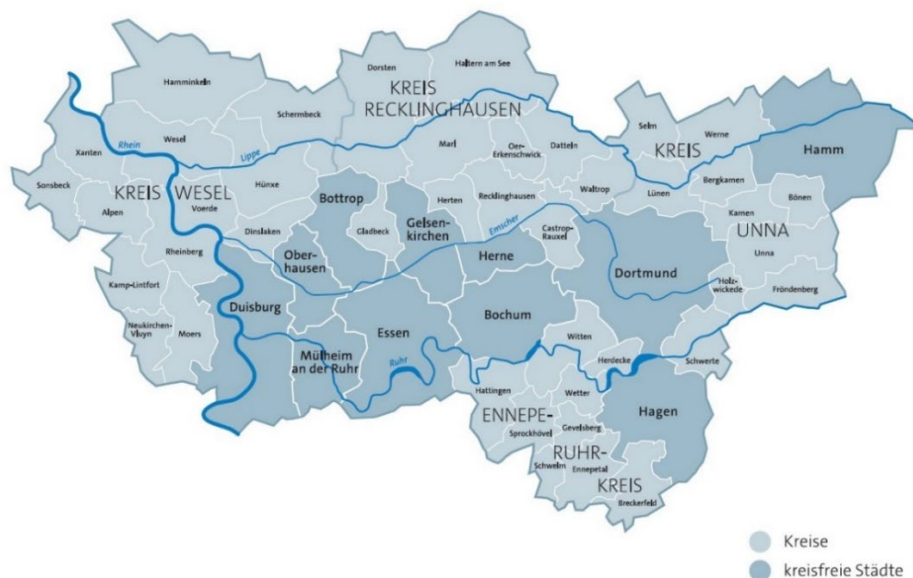 Hamminkeln
Dorsten
Haltern am See
KREIS
RECKLINGHAUSEN
Schermbeck
Selm
Werne
Hamm
Rhein
Wesel
Lippe
Marl
Oer-
Erkenschwick
Datteln
KREIS
Xanten
Bergkamen
Sonsbeck
KREIS
WESEL
Hünxe
Bottrop
Herten
Recklinghausen
Waltrop
Lünen
Bönen
Voerde
Alpen
Gelsen-
kirchen
Kamen
UNNA
Dinslaken
Gladbeck
Emscher
Castrop-
Rauxel
Rheinberg
Ober-
hausen
Herne
Unna
Dortmund
Kamp-Lintfort
Holz-
wickede
Fröndenberg
Duisburg
Bochum
Neukirchen-
Vluyn
Moers
Essen
Witten
Mülheim
an der Ruhr
Ruhr
Herdecke
Schwerte
Hattingen
Wetter
ENNEPE-
Hagen
Sprockhövel
Gevelsberg
RUHR-
Schwelm
Ennepetal
KREIS
Breckerfeld
Kreise
kreisfreie Städte